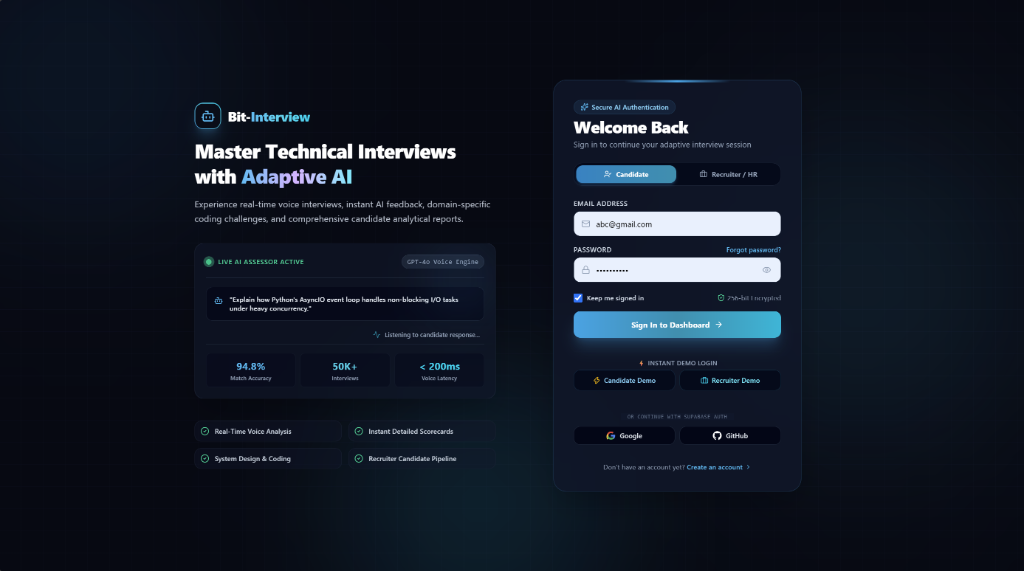 Bit-Interview
Master Technical Interviews
with Adaptive AI
Experience real-time voice interviews, instant AI feedback, domain-specific
coding challenges, and comprehensive candidate analytical reports.
LIVE AI ASSESSOR ACTIVE
GPT-4o Voice Engine
"Explain how Python's AsyncIO event loop handles non-blocking I/O tasks
under heavy concurrency."
Listening to candidate response...
94.8%
Match Accuracy
50K+
Interviews
< 200ms
Voice Latency
Real-Time Voice Analysis
Instant Detailed Scorecards
System Design & Coding
Recruiter Candidate Pipeline
Secure AI Authentication
Welcome Back
Sign in to continue your adaptive interview session
Candidate
Recruiter / HR
EMAIL ADDRESS
abc@gmail.com
PASSWORD
Forgot password?
••••••••••
Keep me signed in
256-bit Encrypted
Sign In to Dashboard →
INSTANT DEMO LOGIN
Candidate Demo
Recruiter Demo
OR CONTINUE WITH SUPABASE AUTH
Google
GitHub
Don't have an account yet? Create an account >